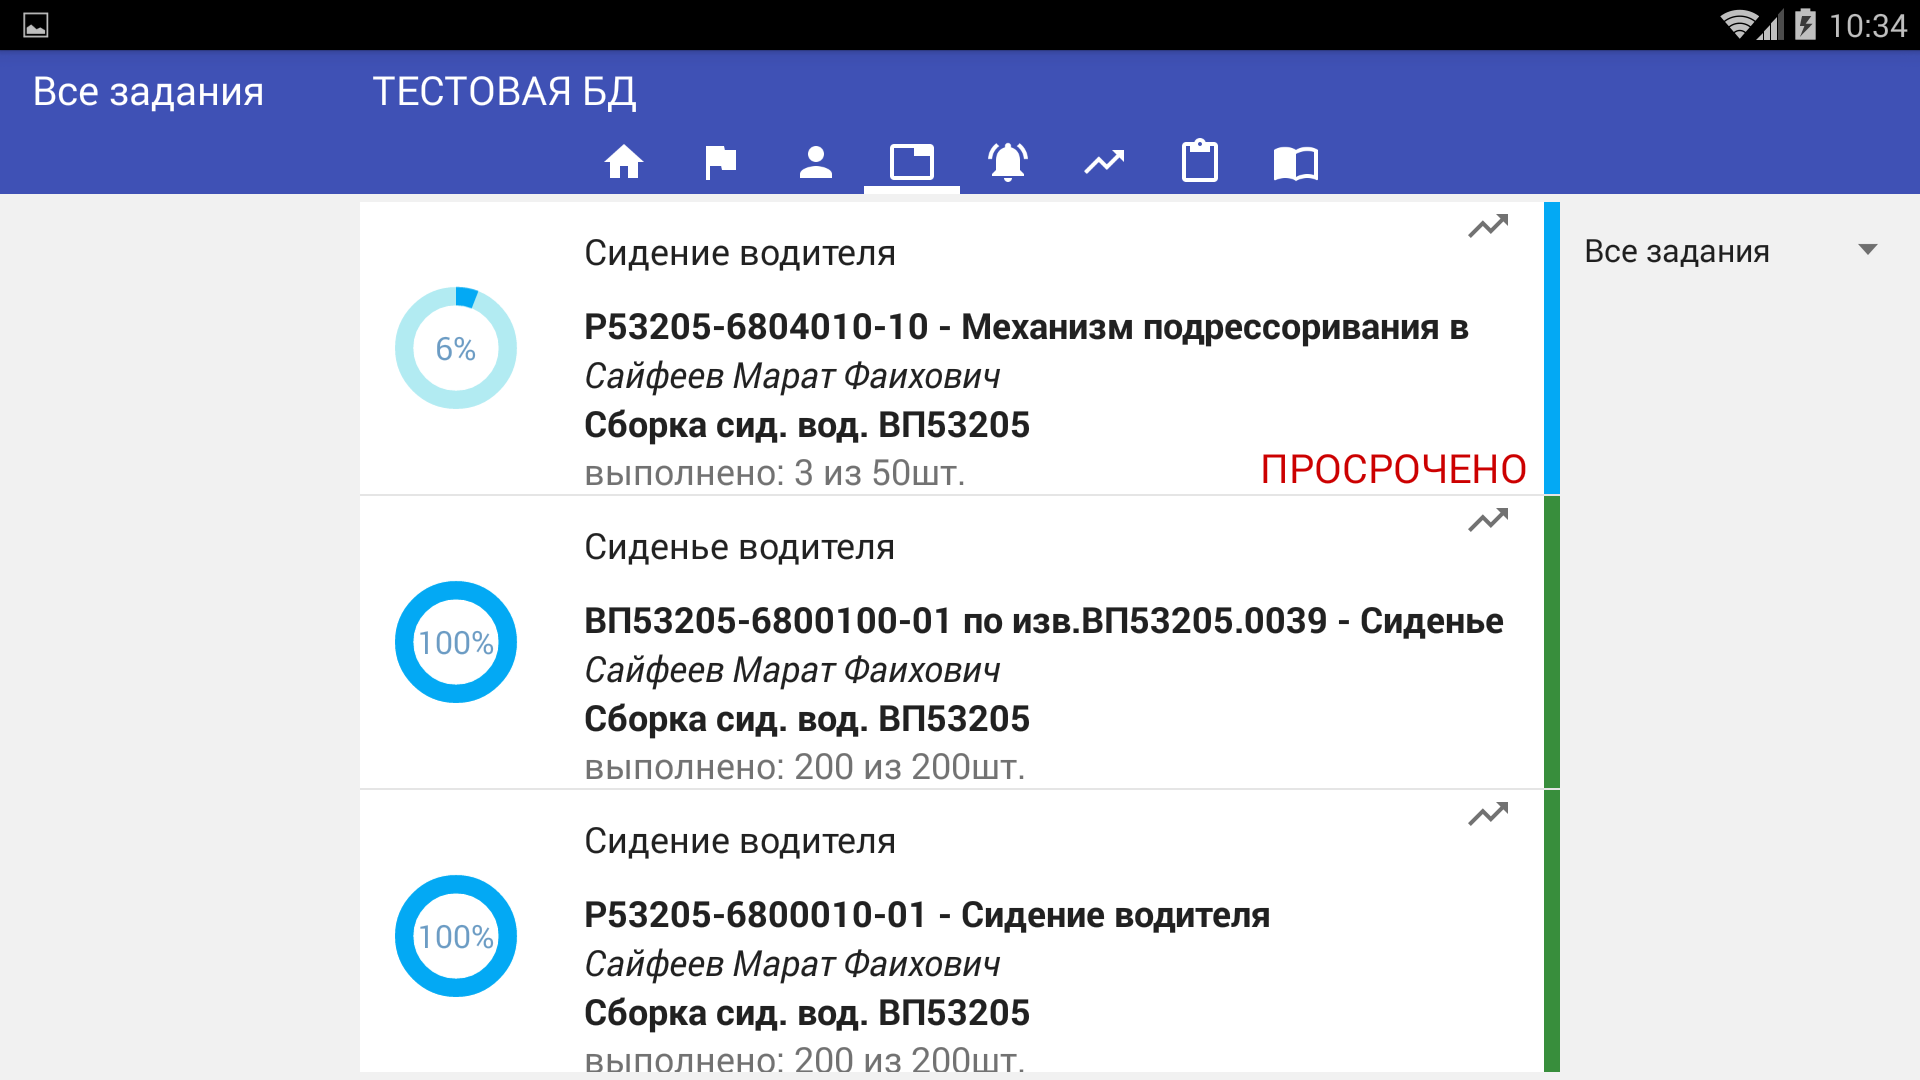 10:34
Все задания
ТЕСТОВАЯ БД
Сидение водителя
6%
Р53205-6804010-10 - Механизм подрессоривания в
Сайфеев Марат Фаихович
Сборка сид. вод. ВП53205
выполнено: 3 из 50шт.
ПРОСРОЧЕНО
Все задания
Сиденье водителя
100%
ВП53205-6800100-01 по изв.ВП53205.0039 - Сиденье
Сайфеев Марат Фаихович
Сборка сид. вод. ВП53205
выполнено: 200 из 200шт.
Сидение водителя
100%
Р53205-6800010-01 - Сидение водителя
Сайфеев Марат Фаихович
Сборка сид. вод. ВП53205
выполнено: 200 из 200шт.